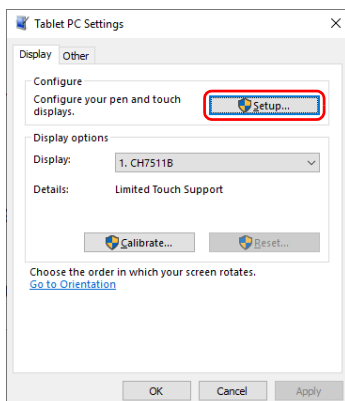 Tablet PC Settings
Display Other
Configure
Configure your pen and touch
displays.
Setup...
Display options
Display: 1. CH7511B
Details: Limited Touch Support
Calibrate... Reset...
Choose the order in which your screen rotates.
Go to Orientation
OK Cancel Apply